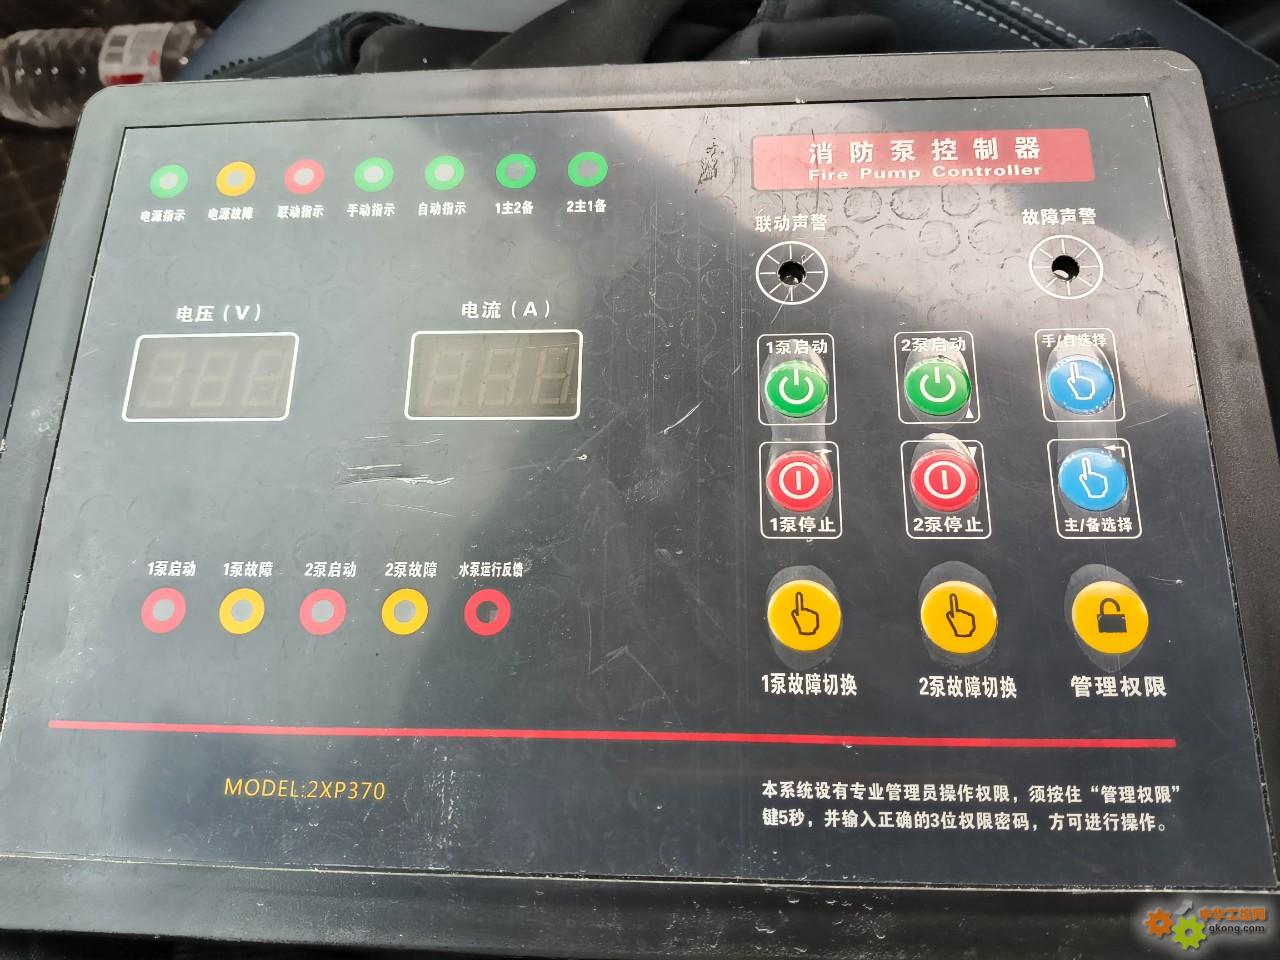 消防泵控制器
Fire Pump Controller
电源指示 电源故障 联动指示 手动指示 自动指示 1主2备 2主1备
联动声警 故障声警
电压(V) 电流(A)
1泵启动 2泵启动 手/自选择
1泵停止 2泵停止 主/备选择
1泵启动 1泵故障 2泵启动 2泵故障 水泵运行反馈
1泵故障切换 2泵故障切换 管理权限
MODEL:2XP370
本系统设有专业管理员操作权限，须按住“管理权限”
键5秒，并输入正确的3位权限密码，方可进行操作。
中华工控网
gkong.com